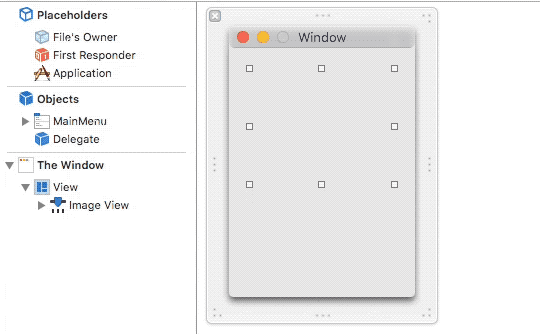 Placeholders
File's Owner
First Responder
Application
Objects
MainMenu
Delegate
The Window
View
Image View
Window